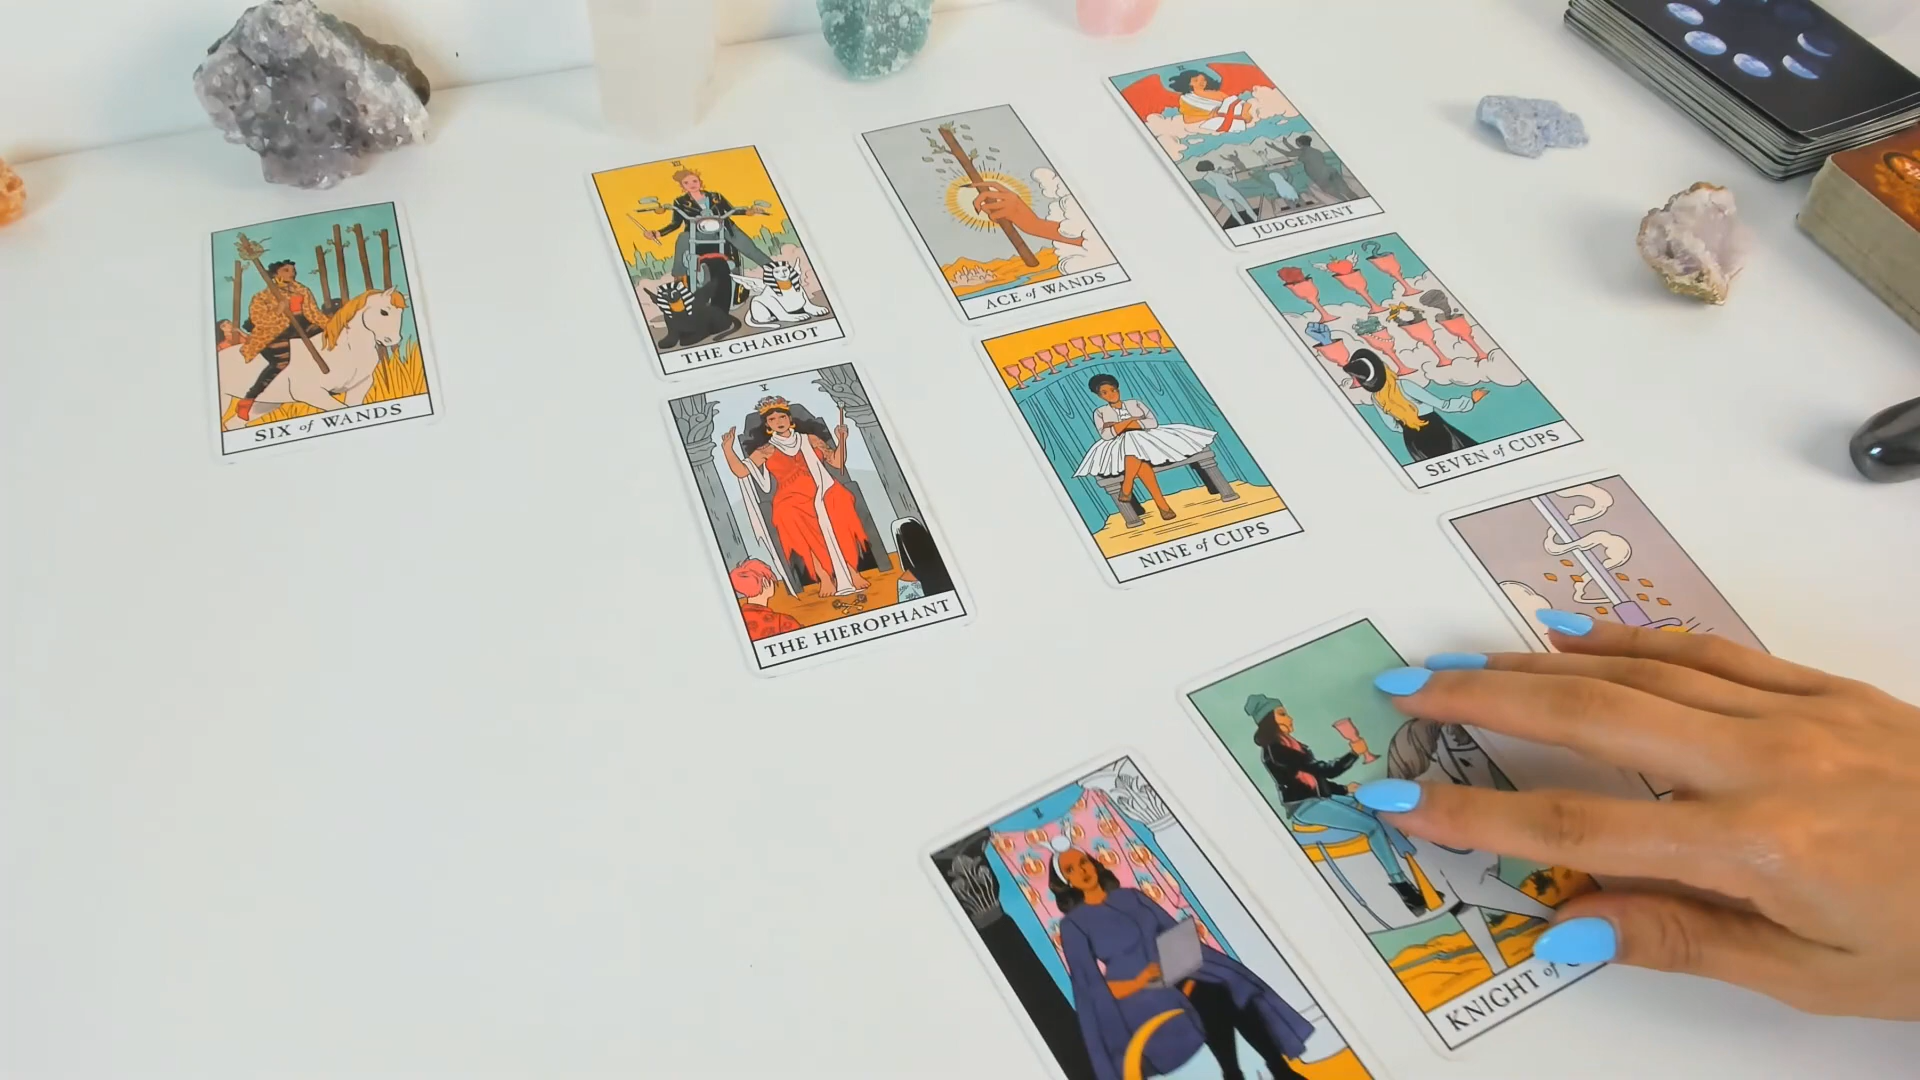 JUDGEMENT
ACE of WANDS
THE CHARIOT
SIX of WANDS
SEVEN of CUPS
NINE of CUPS
V
THE HIEROPHANT
KNIGHT of